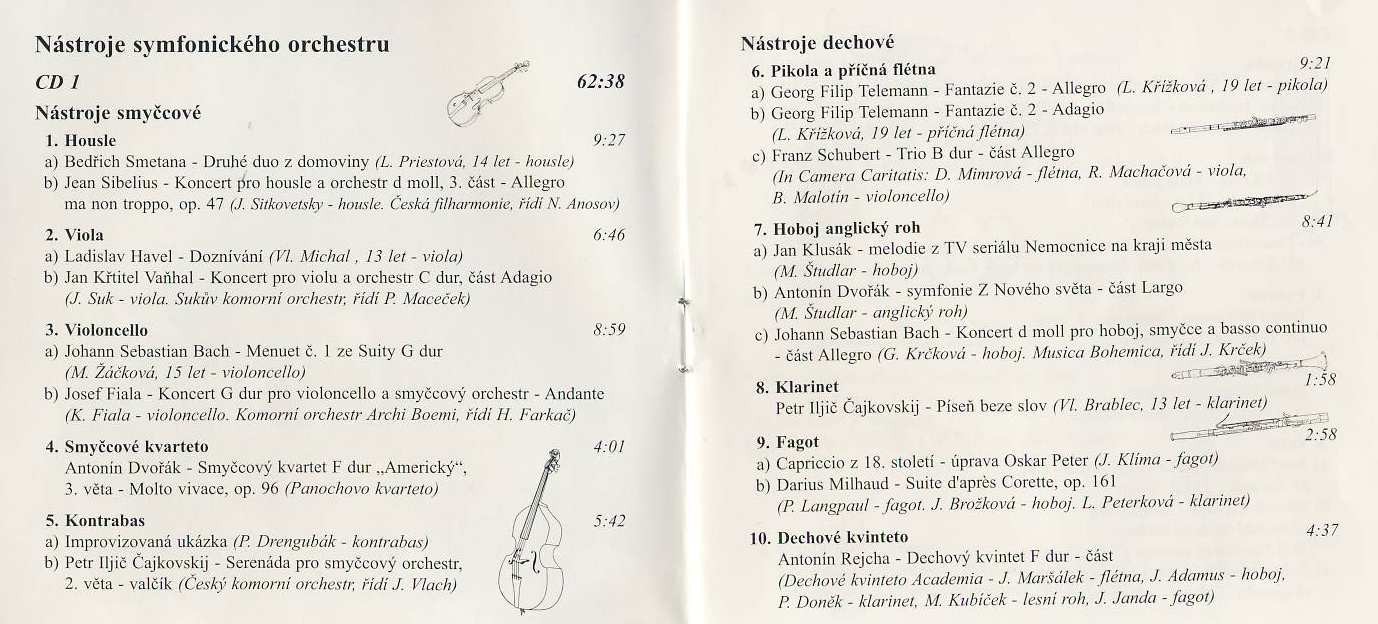 Nástroje symfonického orchestru
CD 1 62:38
Nástroje smyčcové
1. Housle 9:27
a) Bedřich Smetana - Druhé duo z domoviny (L. Priestová, 14 let - housle)
b) Jean Sibelius - Koncert pro housle a orchestr d moll, 3. část - Allegro
ma non troppo, op. 47 (J. Sitkovetsky - housle. Česká filharmonie, řídí N. Anosov)
2. Viola 6:46
a) Ladislav Havel - Doznívání (Vl. Michal , 13 let - viola)
b) Jan Křtitel Vaňhal - Koncert pro violu a orchestr C dur, část Adagio
(J. Suk - viola. Sukův komorní orchestr, řídí P. Maceček)
3. Violoncello 8:59
a) Johann Sebastian Bach - Menuet č. 1 ze Suity G dur
(M. Žáčková, 15 let - violoncello)
b) Josef Fiala - Koncert G dur pro violoncello a smyčcový orchestr - Andante
(K. Fiala - violoncello. Komorní orchestr Archi Boemi, řídí H. Farkač)
4. Smyčcové kvarteto 4:01
Antonín Dvořák - Smyčcový kvartet F dur „Americký“,
3. věta - Molto vivace, op. 96 (Panochovo kvarteto)
5. Kontrabas 5:42
a) Improvizovaná ukázka (P. Drengubák - kontrabas)
b) Petr Iljič Čajkovskij - Serenáda pro smyčcový orchestr,
2. věta - valčík (Český komorní orchestr, řídí J. Vlach)
Nástroje dechové
6. Pikola a příčná flétna 9:21
a) Georg Filip Telemann - Fantazie č. 2 - Allegro (L. Křížková , 19 let - pikola)
b) Georg Filip Telemann - Fantazie č. 2 - Adagio
(L. Křížková, 19 let - příčná flétna)
c) Franz Schubert - Trio B dur - část Allegro
(In Camera Caritatis: D. Mimrová - flétna, R. Machačová - viola,
B. Malotín - violoncello)
7. Hoboj anglický roh 8:41
a) Jan Klusák - melodie z TV seriálu Nemocnice na kraji města
(M. Študlar - hoboj)
b) Antonín Dvořák - symfonie Z Nového světa - část Largo
(M. Študlar - anglický roh)
c) Johann Sebastian Bach - Koncert d moll pro hoboj, smyčce a basso continuo
- část Allegro (G. Krčková - hoboj. Musica Bohemica, řídí J. Krček)
8. Klarinet 1:58
Petr Iljič Čajkovskij - Píseň beze slov (Vl. Brablec, 13 let - klarinet)
9. Fagot 2:58
a) Capriccio z 18. století - úprava Oskar Peter (J. Klíma - fagot)
b) Darius Milhaud - Suite d'après Corette, op. 161
(P. Langpaul - fagot. J. Brožková - hoboj. L. Peterková - klarinet)
10. Dechové kvinteto 4:37
Antonín Rejcha - Dechový kvintet F dur - část
(Dechové kvinteto Academia - J. Maršálek - flétna, J. Adamus - hoboj,
P. Doněk - klarinet, M. Kubíček - lesní roh, J. Janda - fagot)